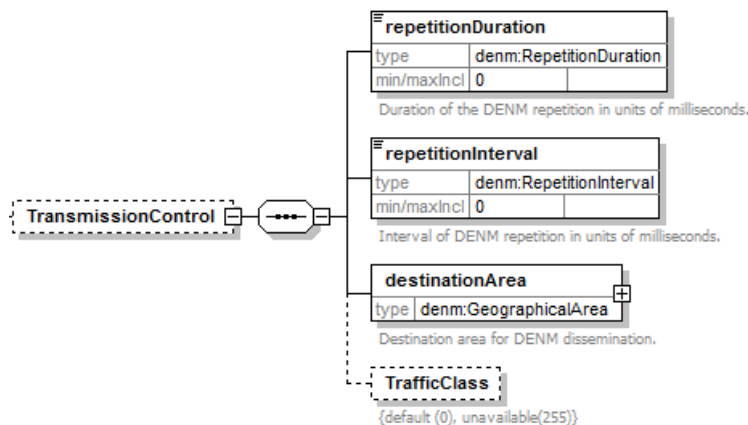 repetitionDuration
type denm:RepetitionDuration
min/maxIncl 0
Duration of the DENM repetition in units of milliseconds.
repetitionInterval
type denm:RepetitionInterval
min/maxIncl 0
Interval of DENM repetition in units of milliseconds.
TransmissionControl
destinationArea
type denm:GeographicalArea
Destination area for DENM dissemination.
TrafficClass
{default (0), unavailable(255)}